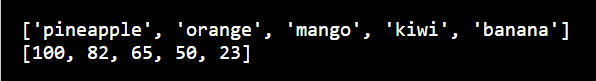 ['pineapple', 'orange', 'mango', 'kiwi', 'banana']
[100, 82, 65, 50, 23]